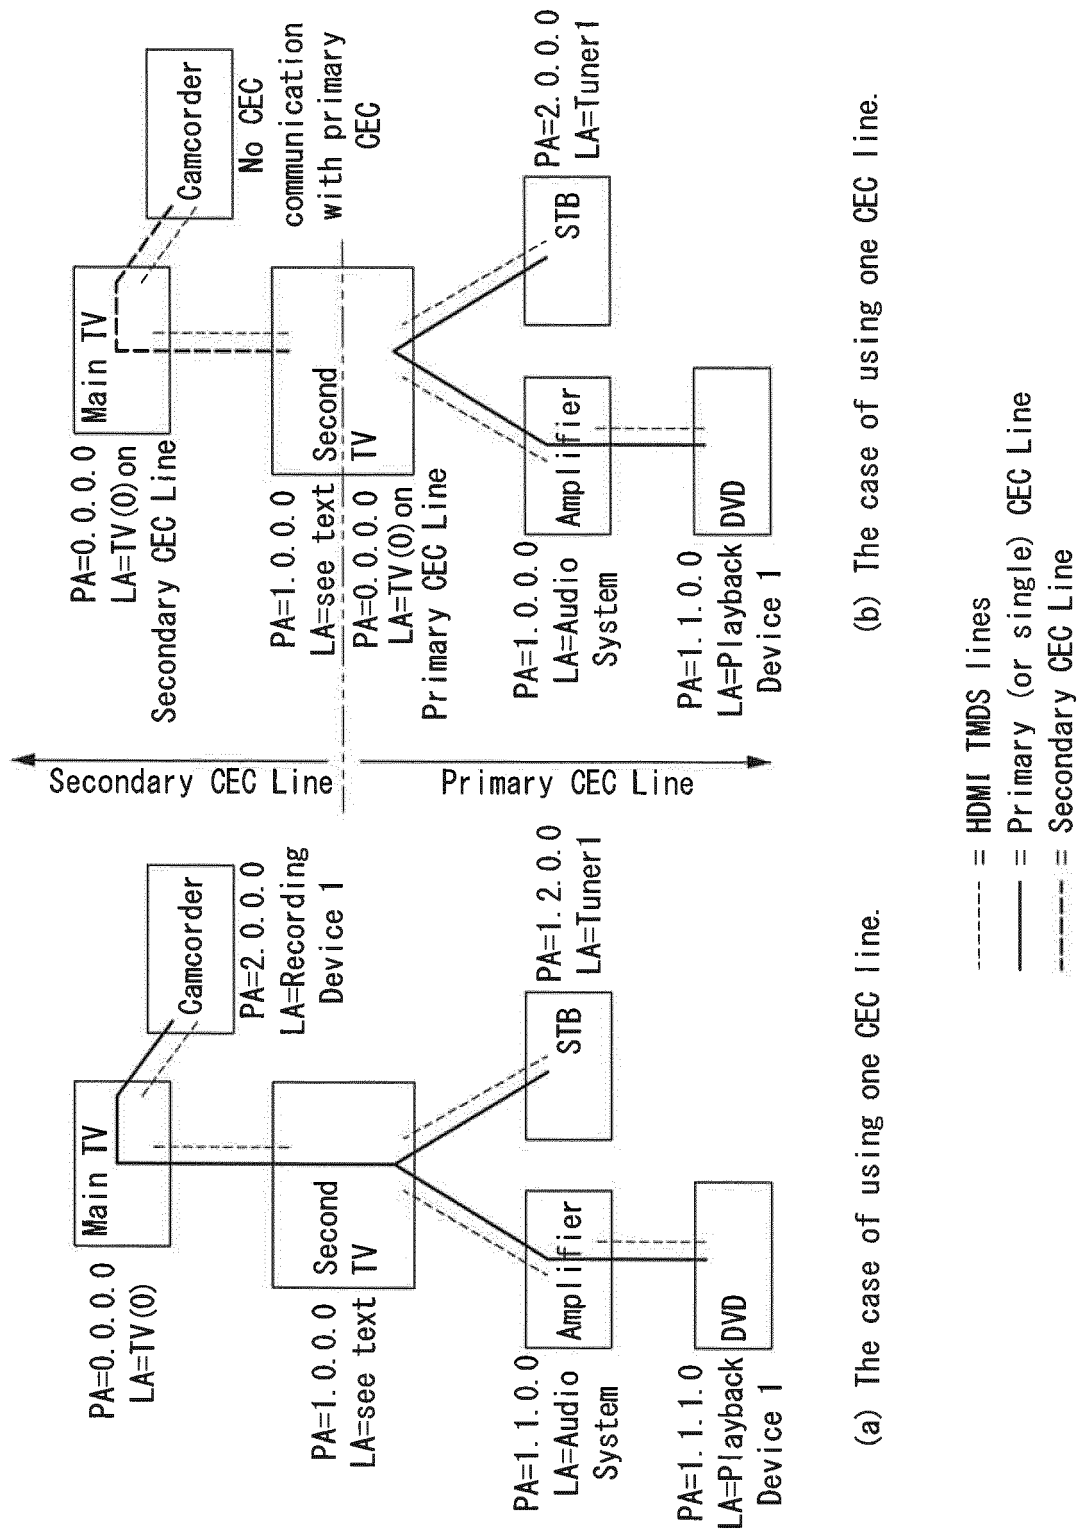 Main TV
PA=0.0.0.0
LA=TV(0)
Camcorder
PA=2.0.0.0
LA=Recording
Device 1
Second
TV
PA=1.0.0.0
LA=see text
Amplifier
PA=1.1.0.0
LA=Audio
System
STB
PA=1.2.0.0
LA=Tuner1
DVD
PA=1.1.1.0
LA=Playback
Device 1
(a) The case of using one CEC line.
Secondary CEC Line
Primary CEC Line
Main TV
PA=0.0.0.0
LA=TV(0)on
Secondary CEC Line
Camcorder
No CEC
communication
with primary
CEC
Second
TV
PA=1.0.0.0
LA=see text
PA=0.0.0.0
LA=TV(0)on
Primary CEC Line
Amplifier
PA=1.0.0.0
LA=Audio
System
STB
PA=2.0.0.0
LA=Tuner1
DVD
PA=1.1.0.0
LA=Playback
Device 1
(b) The case of using one CEC line.
= HDMI TMDS lines
= Primary (or single) CEC Line
= Secondary CEC Line